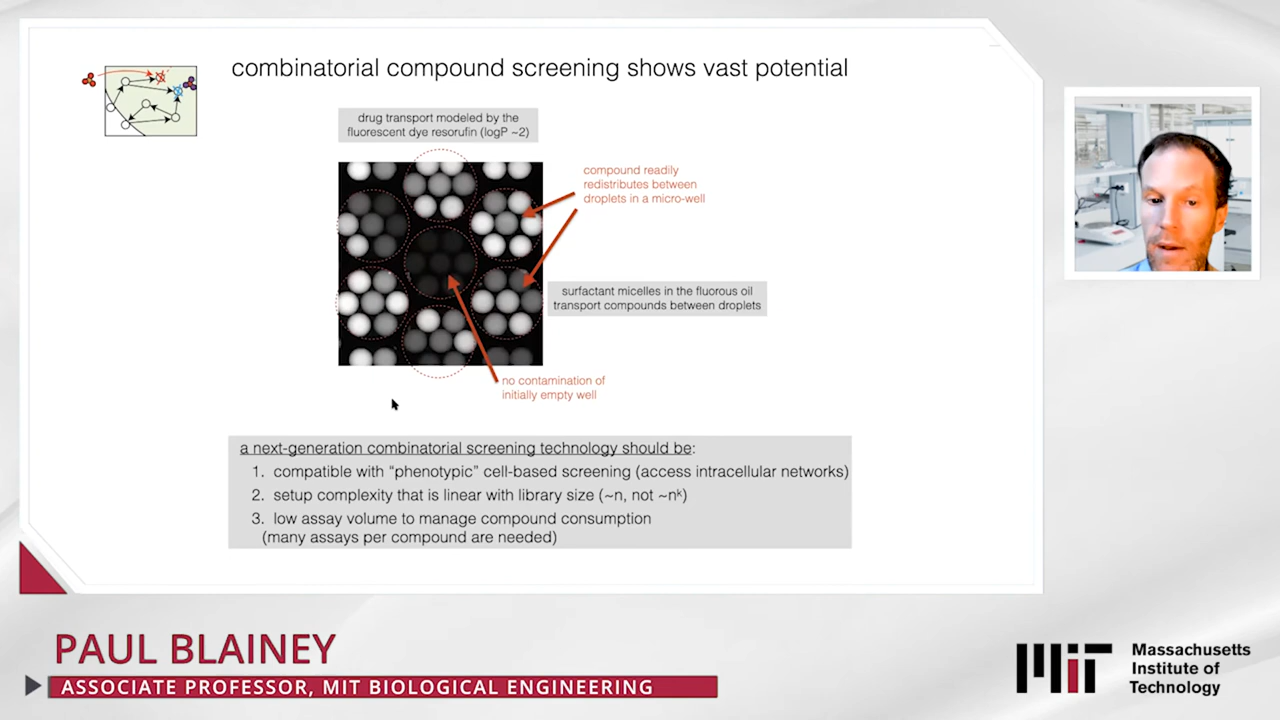 combinatorial compound screening shows vast potential
drug transport modeled by the
fluorescent dye resorufin (logP ~2)
compound readily
redistributes between
droplets in a micro-well
surfactant micelles in the fluorous oil
transport compounds between droplets
no contamination of
initially empty well
a next-generation combinatorial screening technology should be:
1. compatible with "phenotypic" cell-based screening (access intracellular networks)
2. setup complexity that is linear with library size (~n, not ~nᵏ)
3. low assay volume to manage compound consumption
(many assays per compound are needed)
PAUL BLAINEY
ASSOCIATE PROFESSOR, MIT BIOLOGICAL ENGINEERING
MIT
Massachusetts
Institute of
Technology